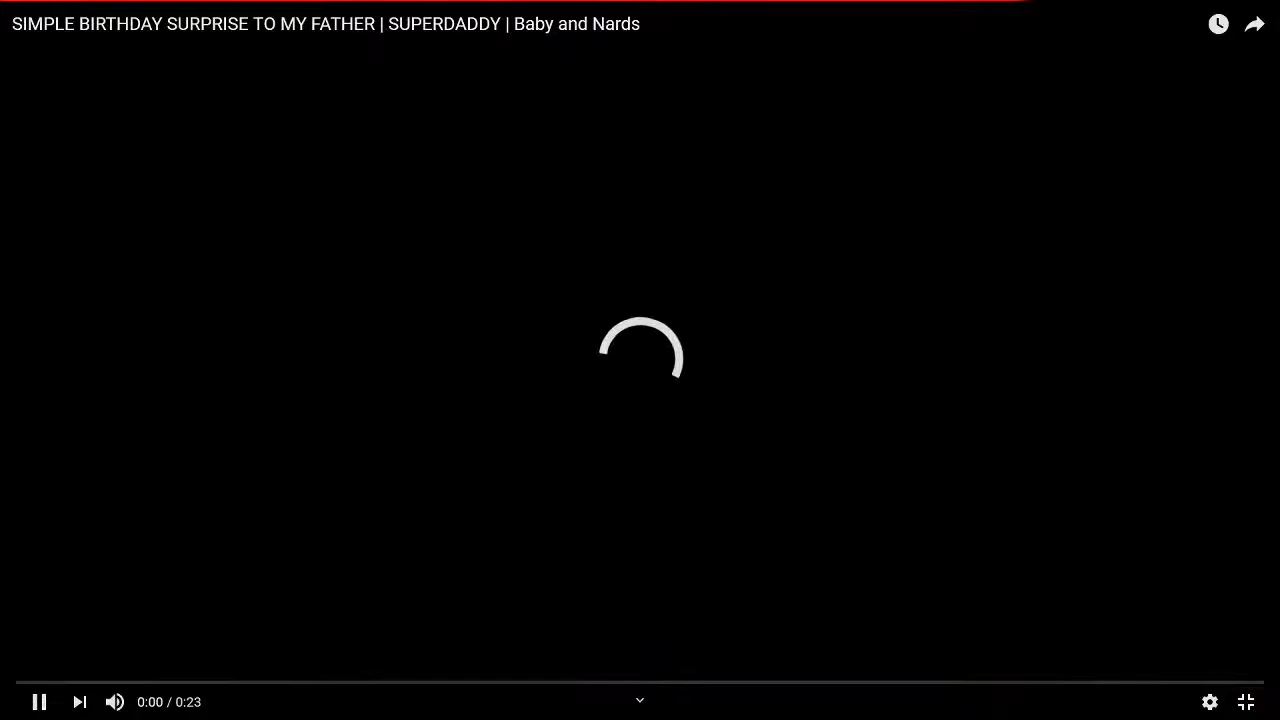 SIMPLE BIRTHDAY SURPRISE TO MY FATHER | SUPERDADDY | Baby and Nards
0:00 / 0:23